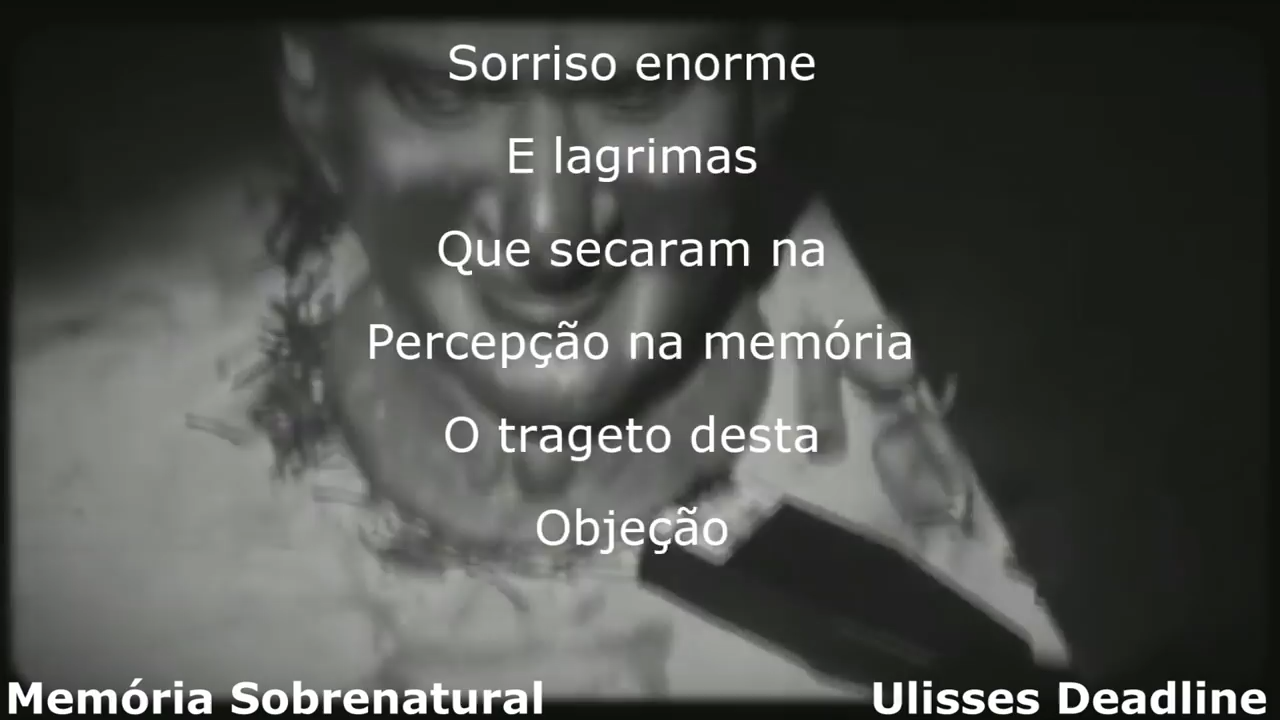 Sorriso enorme
E lagrimas
Que secaram na
Percepção na memória
O trageto desta
Objeção
Memória Sobrenatural
Ulisses Deadline